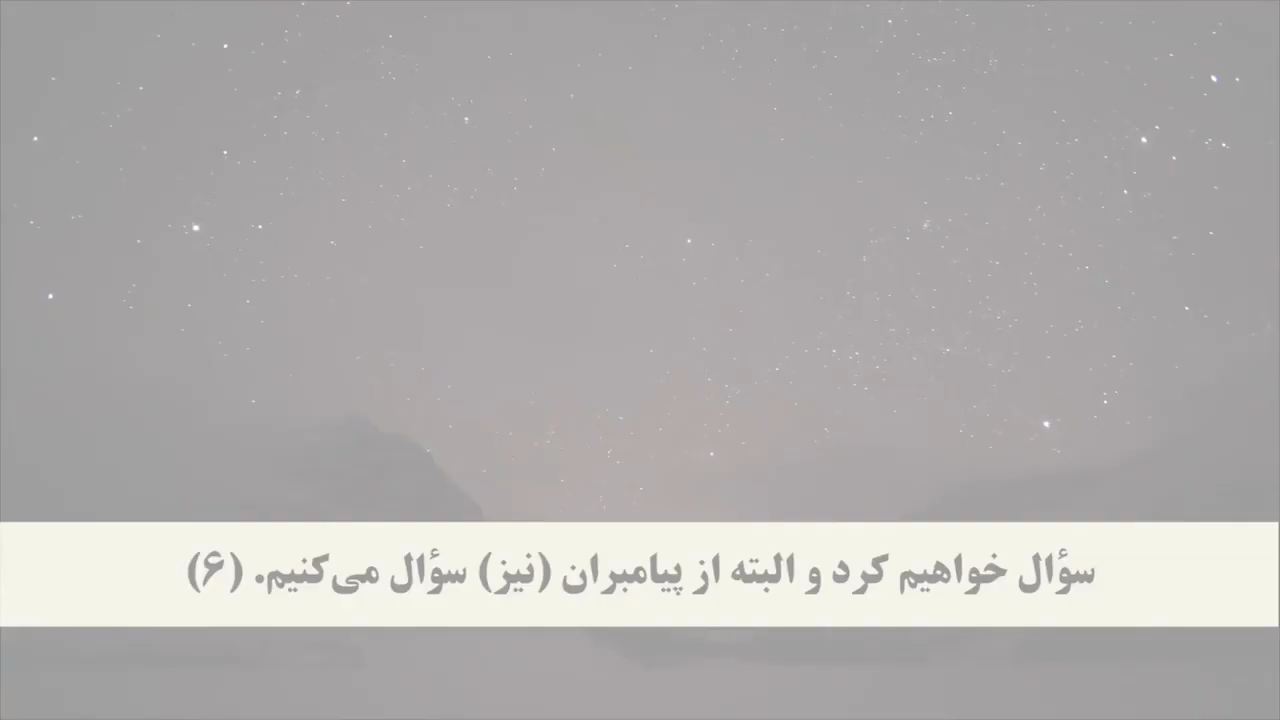 سؤال خواهیم کرد و البته از پیامبران (نیز) سؤال می‌کنیم. (۶)